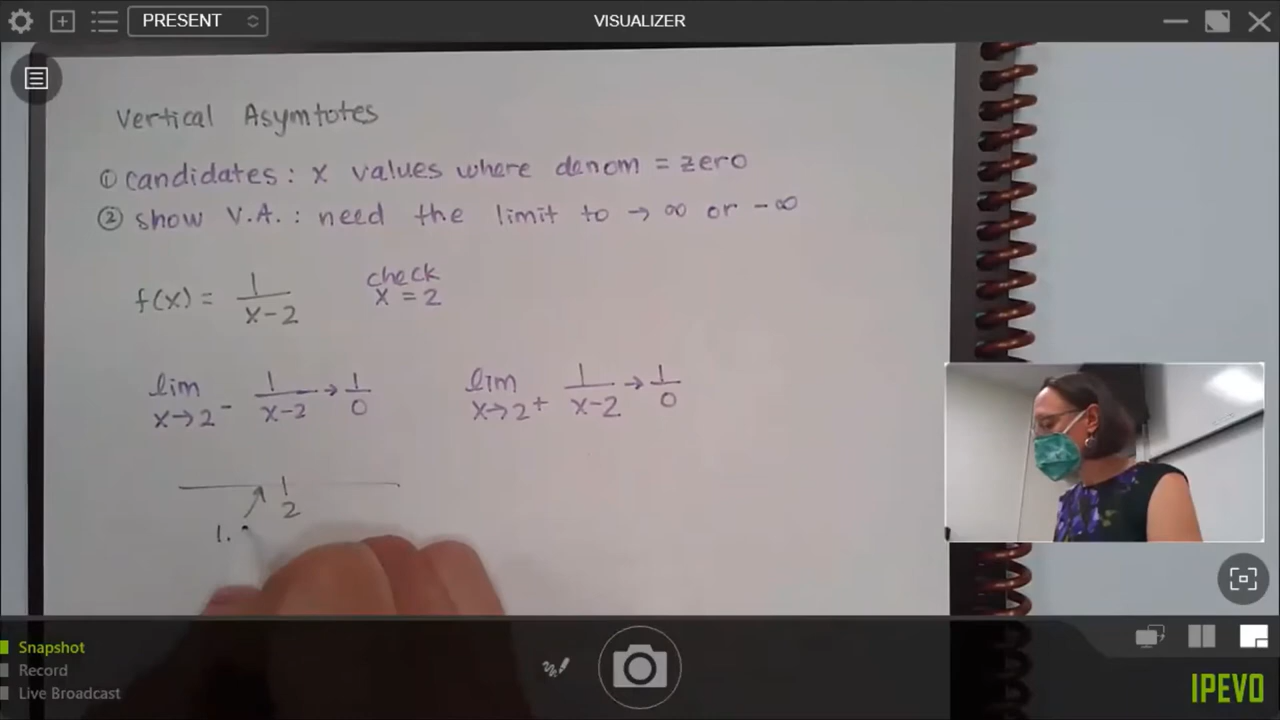 PRESENT
VISUALIZER
Vertical Asymtotes
① candidates: x values where denom = zero
② show V.A.: need the limit to → ∞ or -∞
f(x) = 1/(x-2)
check
x = 2
lim x→2⁻ 1/(x-2) → 1/0
lim x→2⁺ 1/(x-2) → 1/0
2
1.
Snapshot
Record
Live Broadcast
IPEVO